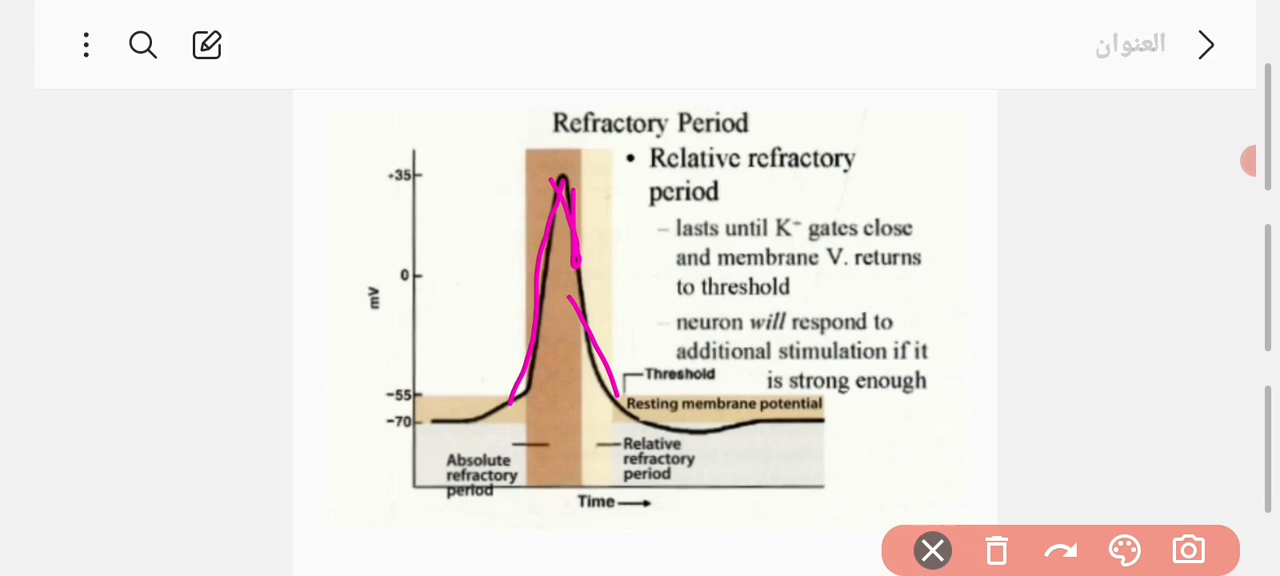 العنوان
Refractory Period
• Relative refractory
period
– lasts until K⁻ gates close
and membrane V. returns
to threshold
– neuron will respond to
additional stimulation if it
is strong enough
+35
0
mV
−55
−70
Threshold
Resting membrane potential
Absolute
refractory
period
Relative
refractory
period
Time